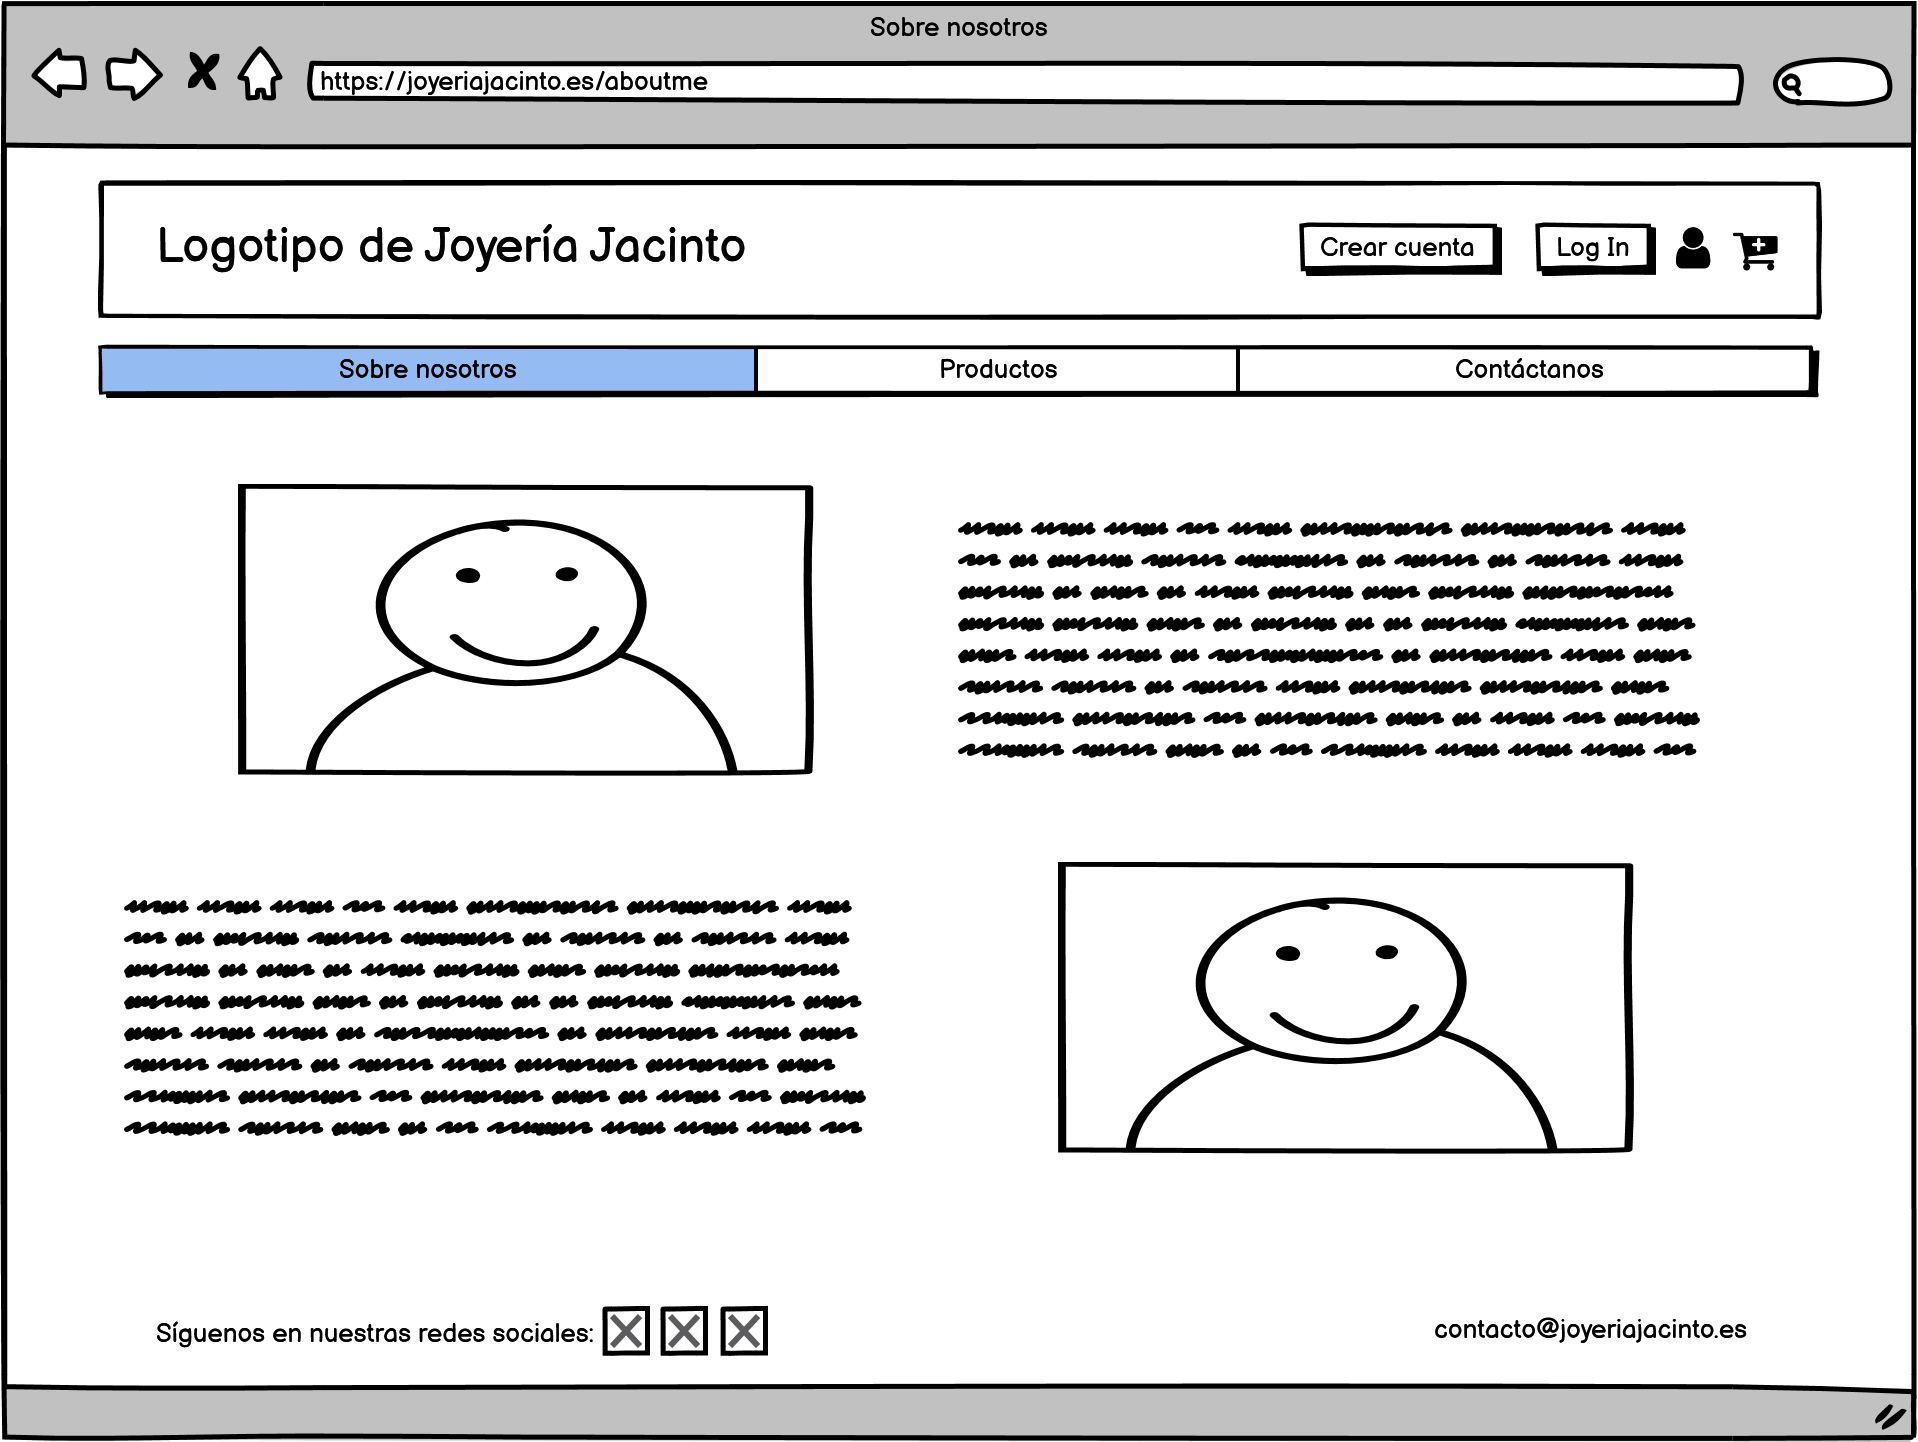 Sobre nosotros
https://joyeriajacinto.es/aboutme
Logotipo de Joyería Jacinto
Crear cuenta
Log In
Sobre nosotros
Productos
Contáctanos
Síguenos en nuestras redes sociales:
contacto@joyeriajacinto.es